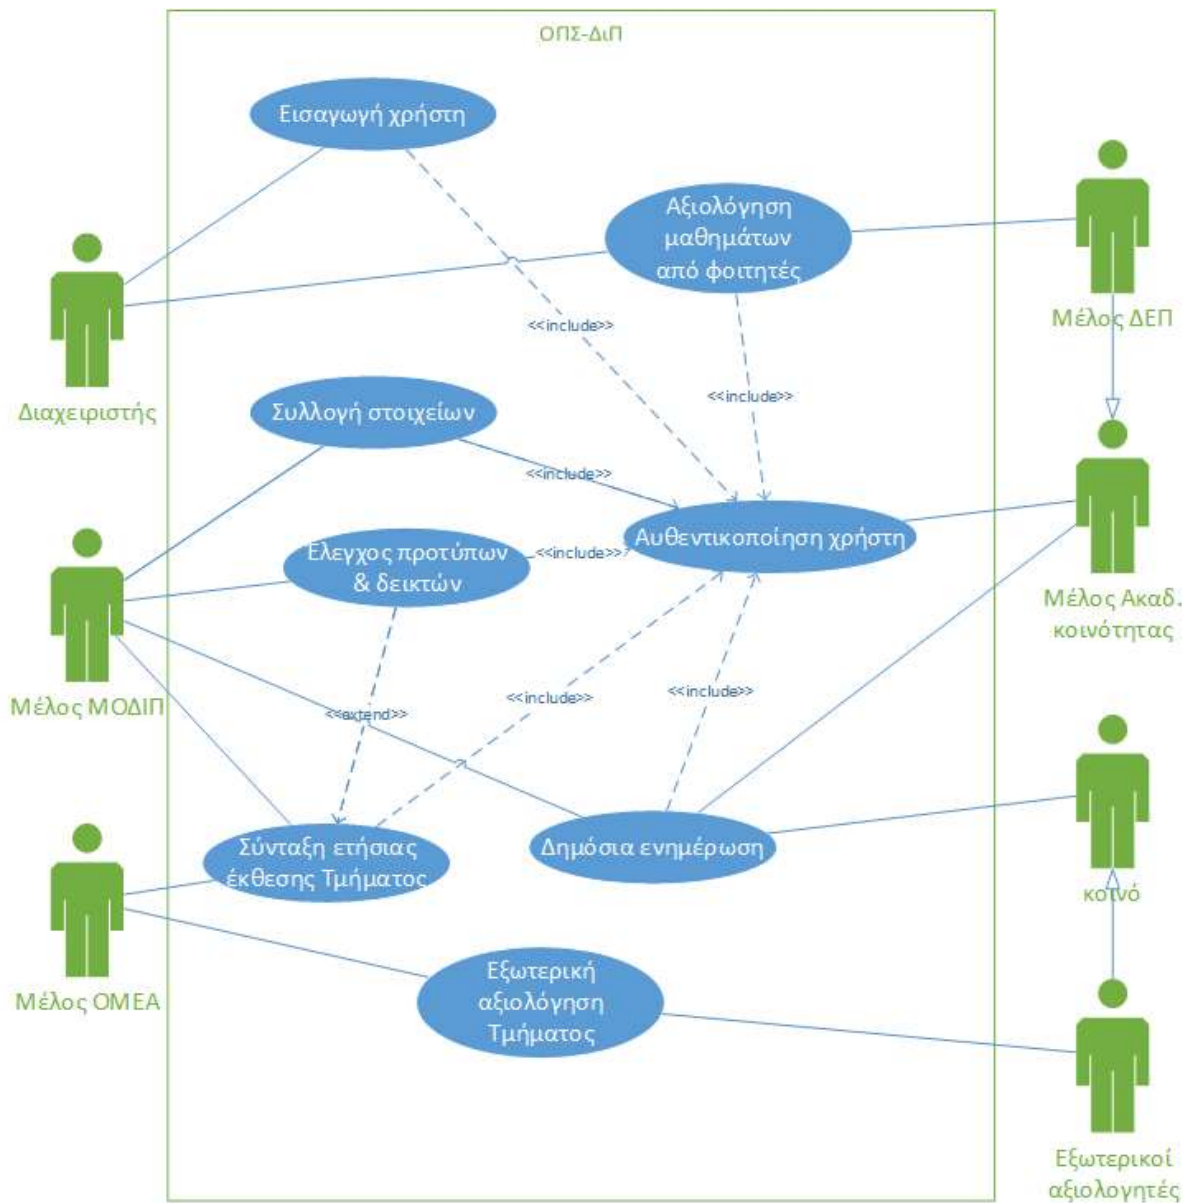 ΟΠΣ-ΔιΠ
Εισαγωγή χρήστη
Αξιολόγηση
μαθημάτων
από φοιτητές
Μέλος ΔΕΠ
<<include>>
Διαχειριστής
Συλλογή στοιχείων
<<include>>
<<include>>
Αυθεντικοποίηση χρήστη
Έλεγχος προτύπων
& δεικτών
<<include>>
Μέλος Ακαδ.
κοινότητας
Μέλος ΜΟΔΙΠ
<<extend>>
<<include>>
<<include>>
Σύνταξη ετήσιας
έκθεσης Τμήματος
Δημόσια ενημέρωση
κοινό
Μέλος ΟΜΕΑ
Εξωτερική
αξιολόγηση
Τμήματος
Εξωτερικοί
αξιολογητές